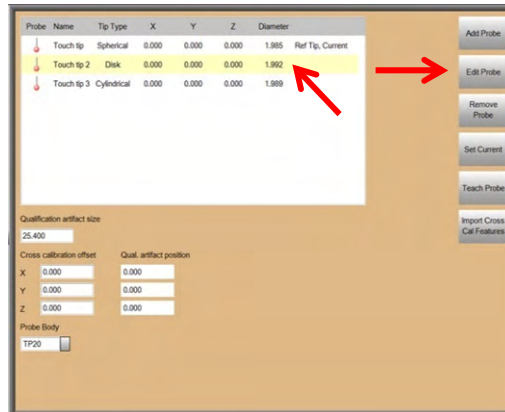 Probe Name Tip Type X Y Z Diameter
Touch tip Spherical 0.000 0.000 0.000 1.985 Ref Tip, Current
Touch tip 2 Disk 0.000 0.000 0.000 1.992
Touch tip 3 Cylindrical 0.000 0.000 0.000 1.989
Add Probe
Edit Probe
Remove
Probe
Set Current
Teach Probe
Import Cross
Cal Features
Qualification artifact size
25.400
Cross calibration offset Qual. artifact position
X 0.000 0.000
Y 0.000 0.000
Z 0.000 0.000
Probe Body
TP20